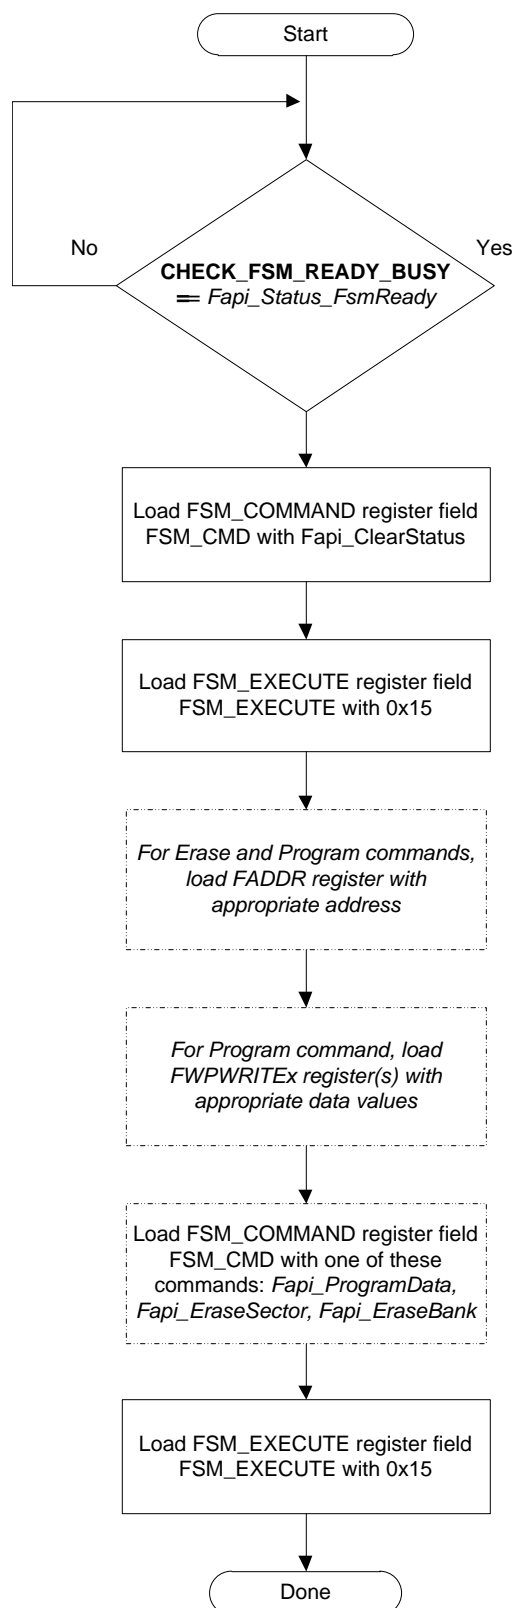 Start
No
Yes
CHECK_FSM_READY_BUSY
== Fapi_Status_FsmReady
Load FSM_COMMAND register field
FSM_CMD with Fapi_ClearStatus
Load FSM_EXECUTE register field
FSM_EXECUTE with 0x15
For Erase and Program commands,
load FADDR register with
appropriate address
For Program command, load
FWPWRITEx register(s) with
appropriate data values
Load FSM_COMMAND register field
FSM_CMD with one of these
commands: Fapi_ProgramData,
Fapi_EraseSector, Fapi_EraseBank
Load FSM_EXECUTE register field
FSM_EXECUTE with 0x15
Done